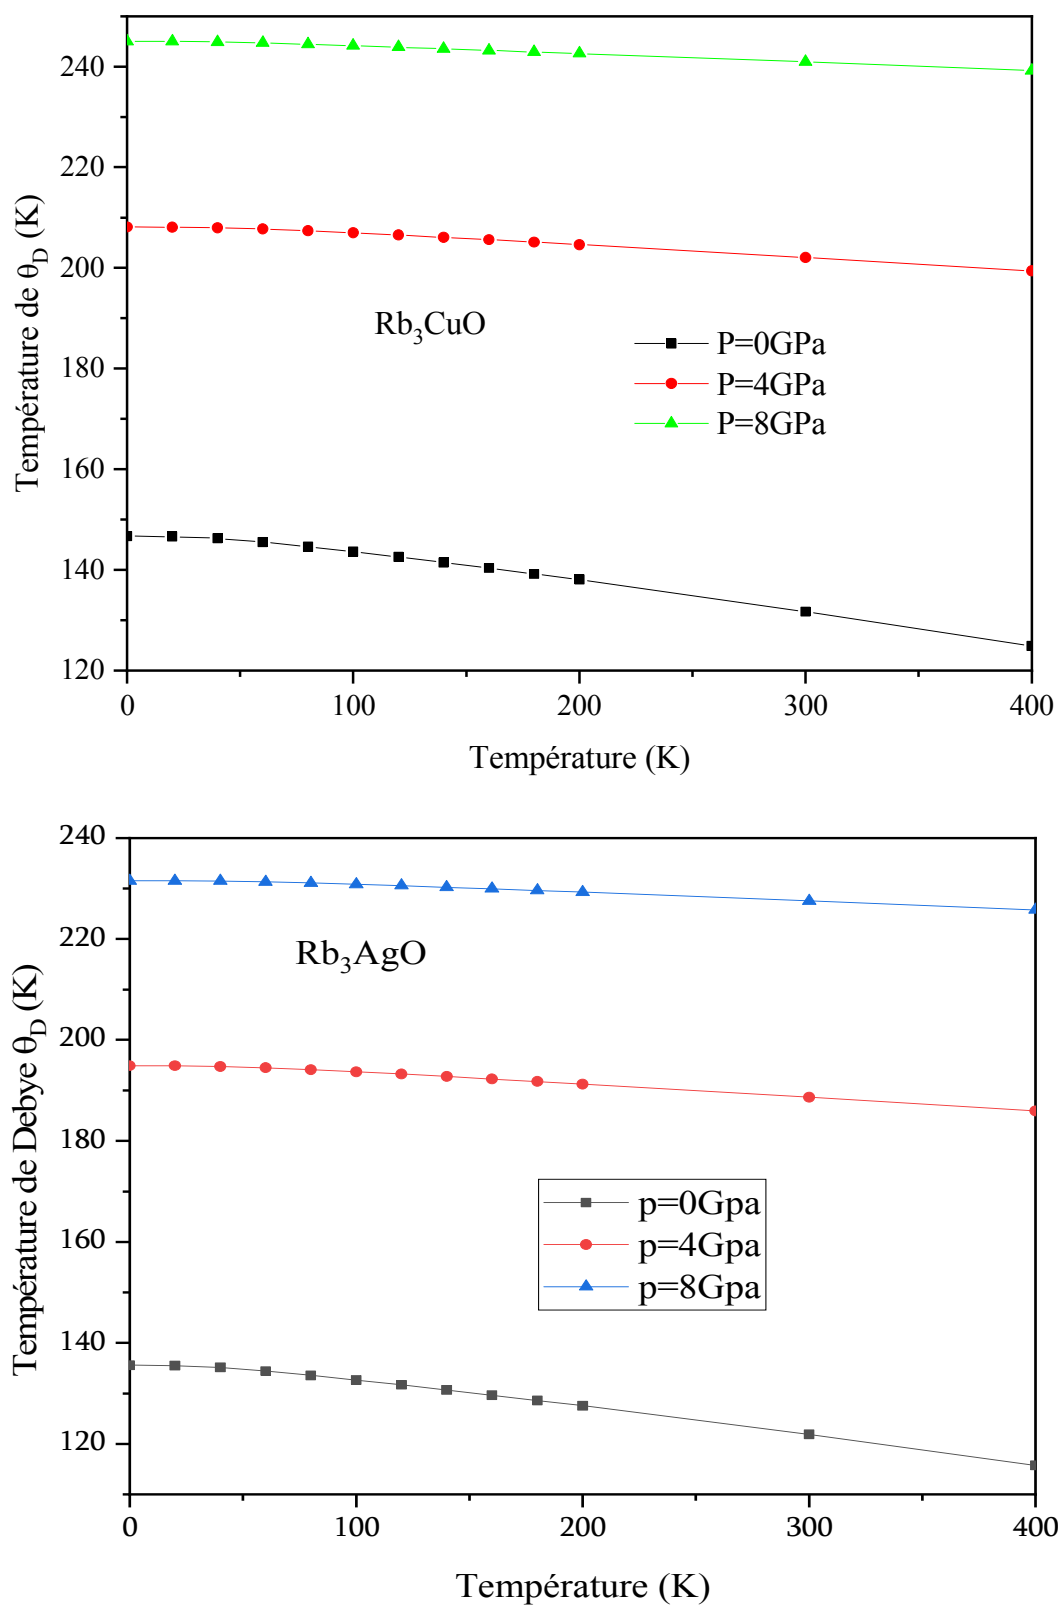 240
220
200
180
160
140
120
Température de θD (K)
Rb3CuO
P=0GPa
P=4GPa
P=8GPa
0 100 200 300 400
Température (K)
240
220
200
180
160
140
120
Température de Debye θD (K)
Rb3AgO
p=0Gpa
p=4Gpa
p=8Gpa
0 100 200 300 400
Température (K)